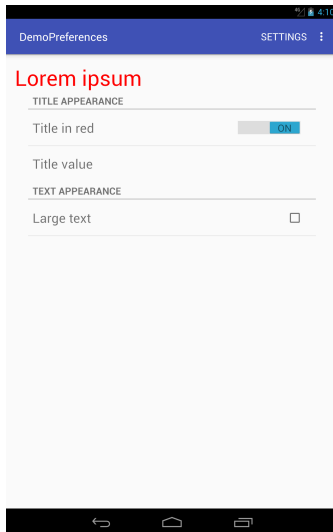 4:10
DemoPreferences SETTINGS
Lorem ipsum
TITLE APPEARANCE
Title in red ON
Title value
TEXT APPEARANCE
Large text